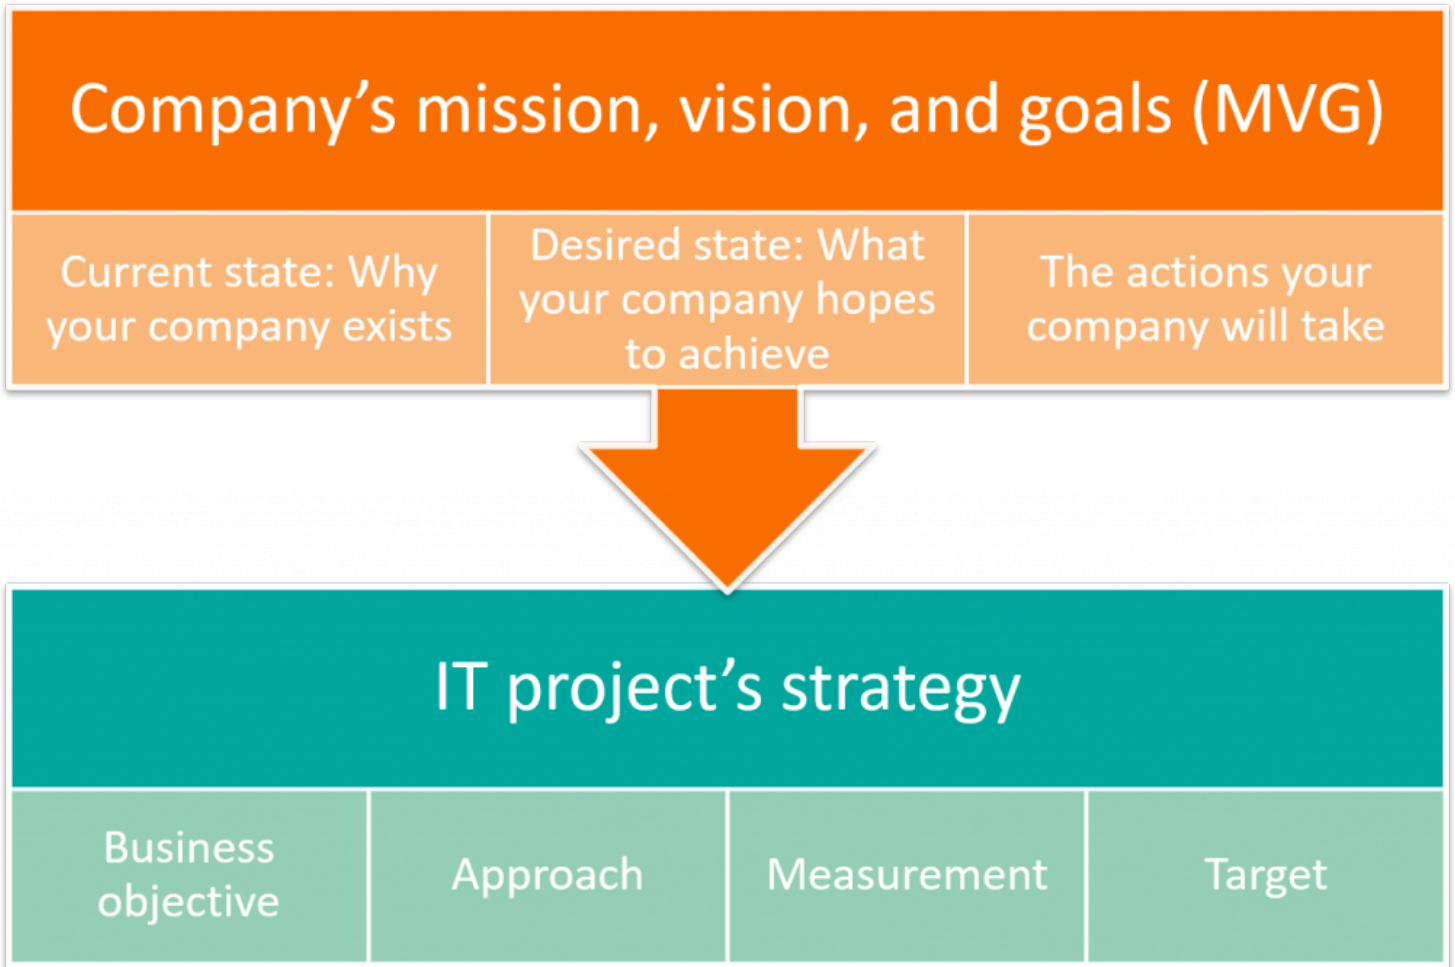 Company’s mission, vision, and goals (MVG)
Current state: Why
your company exists
Desired state: What
your company hopes
to achieve
The actions your
company will take
IT project’s strategy
Business
objective
Approach
Measurement
Target